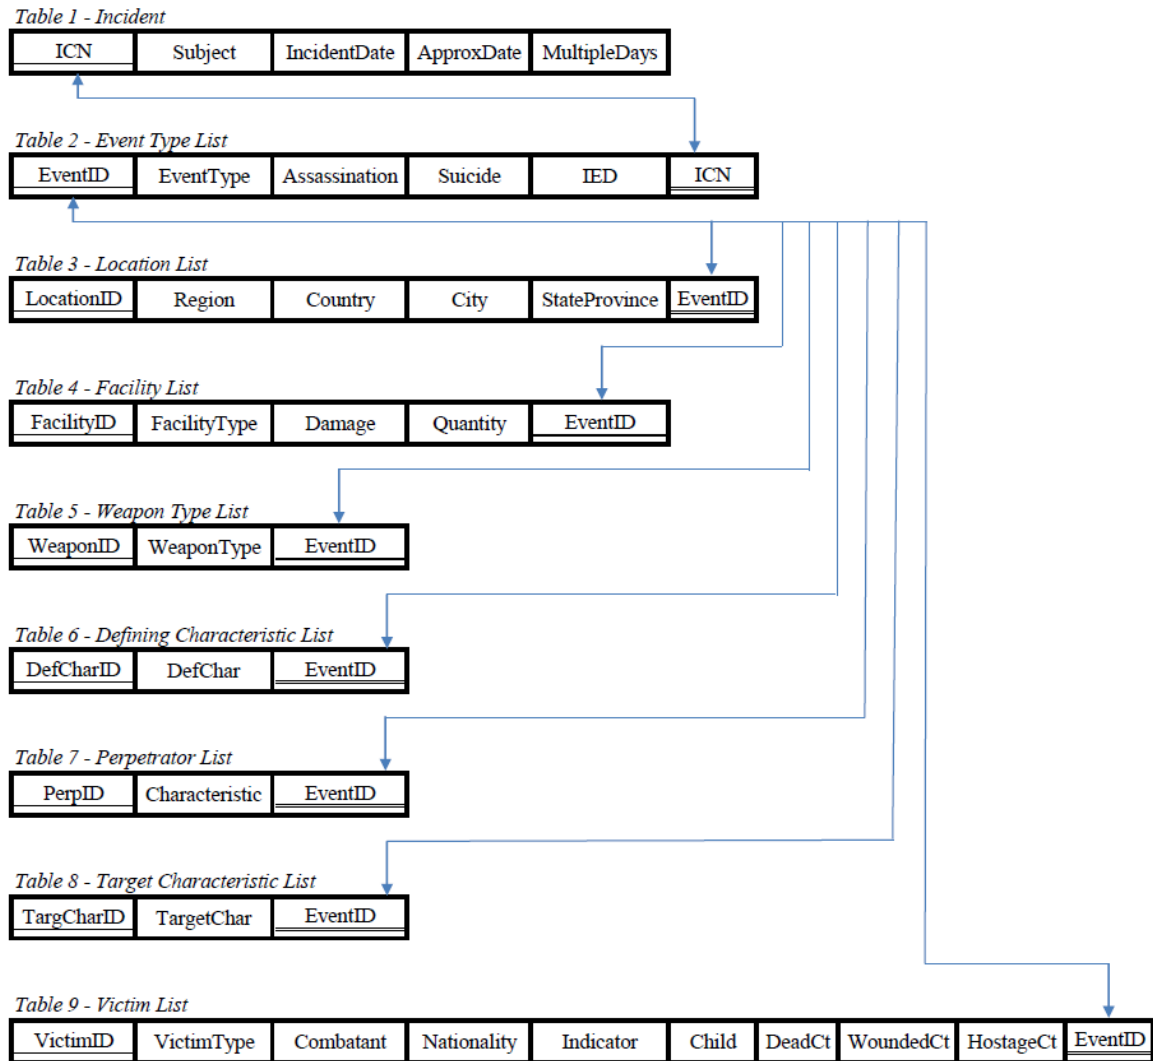 Table 1 - Incident
ICN Subject IncidentDate ApproxDate MultipleDays
Table 2 - Event Type List
EventID EventType Assassination Suicide IED ICN
Table 3 - Location List
LocationID Region Country City StateProvince EventID
Table 4 - Facility List
FacilityID FacilityType Damage Quantity EventID
Table 5 - Weapon Type List
WeaponID WeaponType EventID
Table 6 - Defining Characteristic List
DefCharID DefChar EventID
Table 7 - Perpetrator List
PerpID Characteristic EventID
Table 8 - Target Characteristic List
TargCharID TargetChar EventID
Table 9 - Victim List
VictimID VictimType Combatant Nationality Indicator Child DeadCt WoundedCt HostageCt EventID